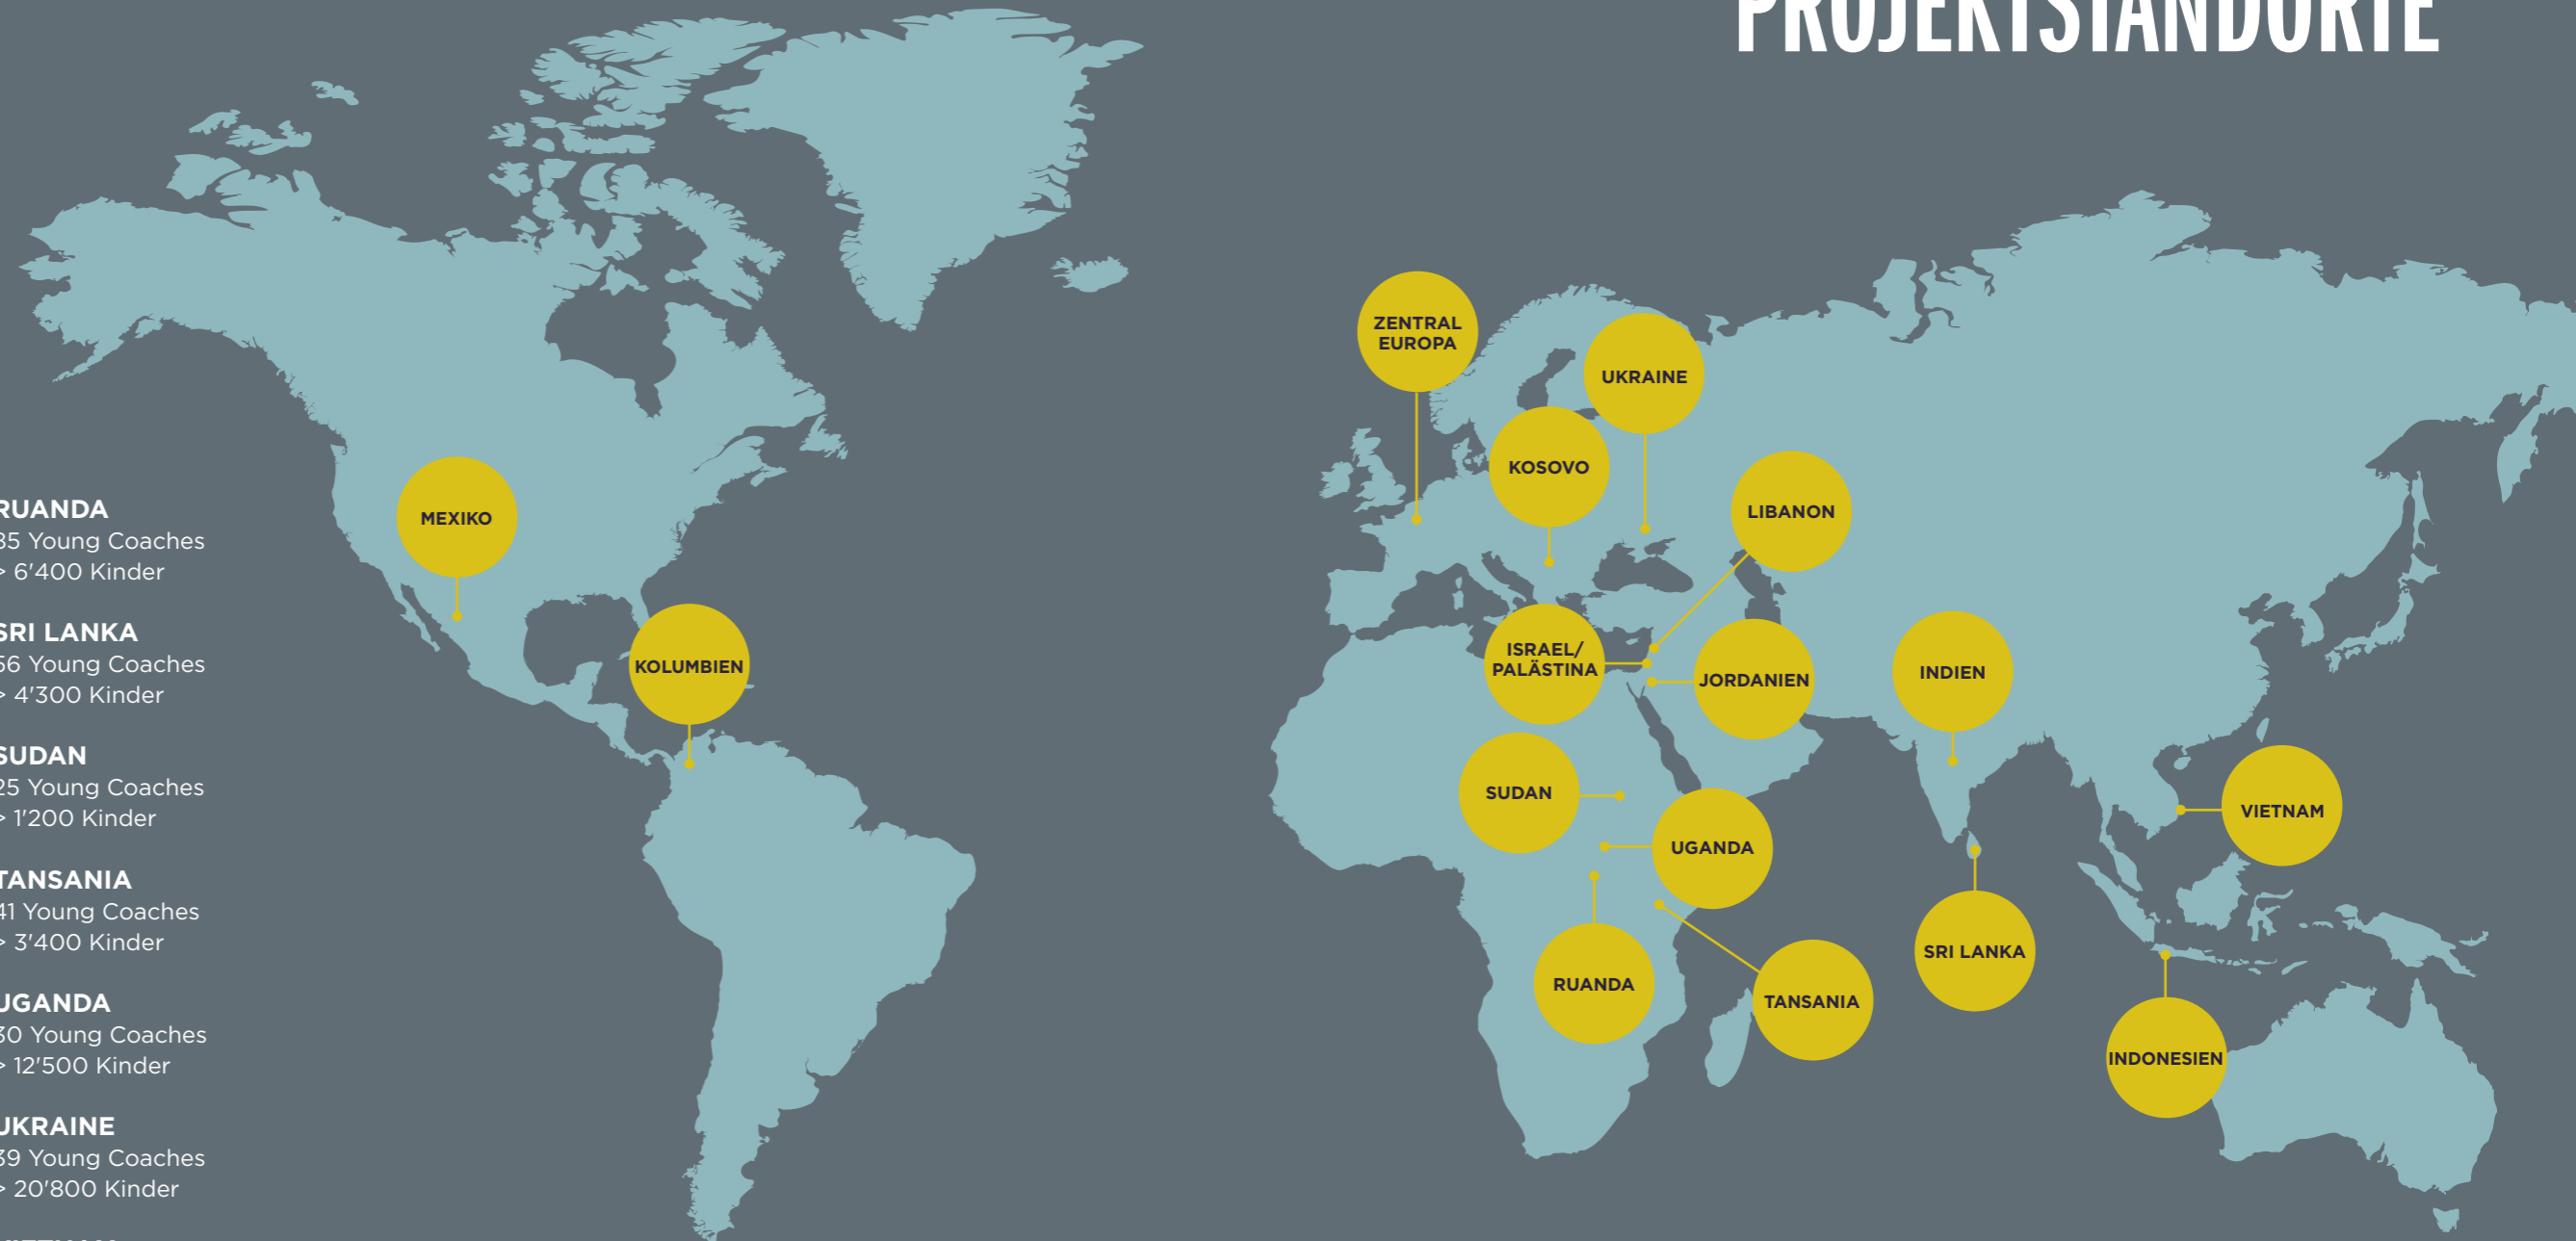 PROJEKTSTANDORTE
RUANDA
35 Young Coaches
> 6'400 Kinder
SRI LANKA
56 Young Coaches
> 4'300 Kinder
SUDAN
25 Young Coaches
> 1'200 Kinder
TANSANIA
41 Young Coaches
> 3'400 Kinder
UGANDA
30 Young Coaches
> 12'500 Kinder
UKRAINE
39 Young Coaches
> 20'800 Kinder
ZENTRAL
EUROPA
UKRAINE
KOSOVO
LIBANON
MEXIKO
KOLUMBIEN
ISRAEL/
PALÄSTINA
JORDANIEN
INDIEN
SUDAN
UGANDA
VIETNAM
RUANDA
TANSANIA
SRI LANKA
INDONESIEN